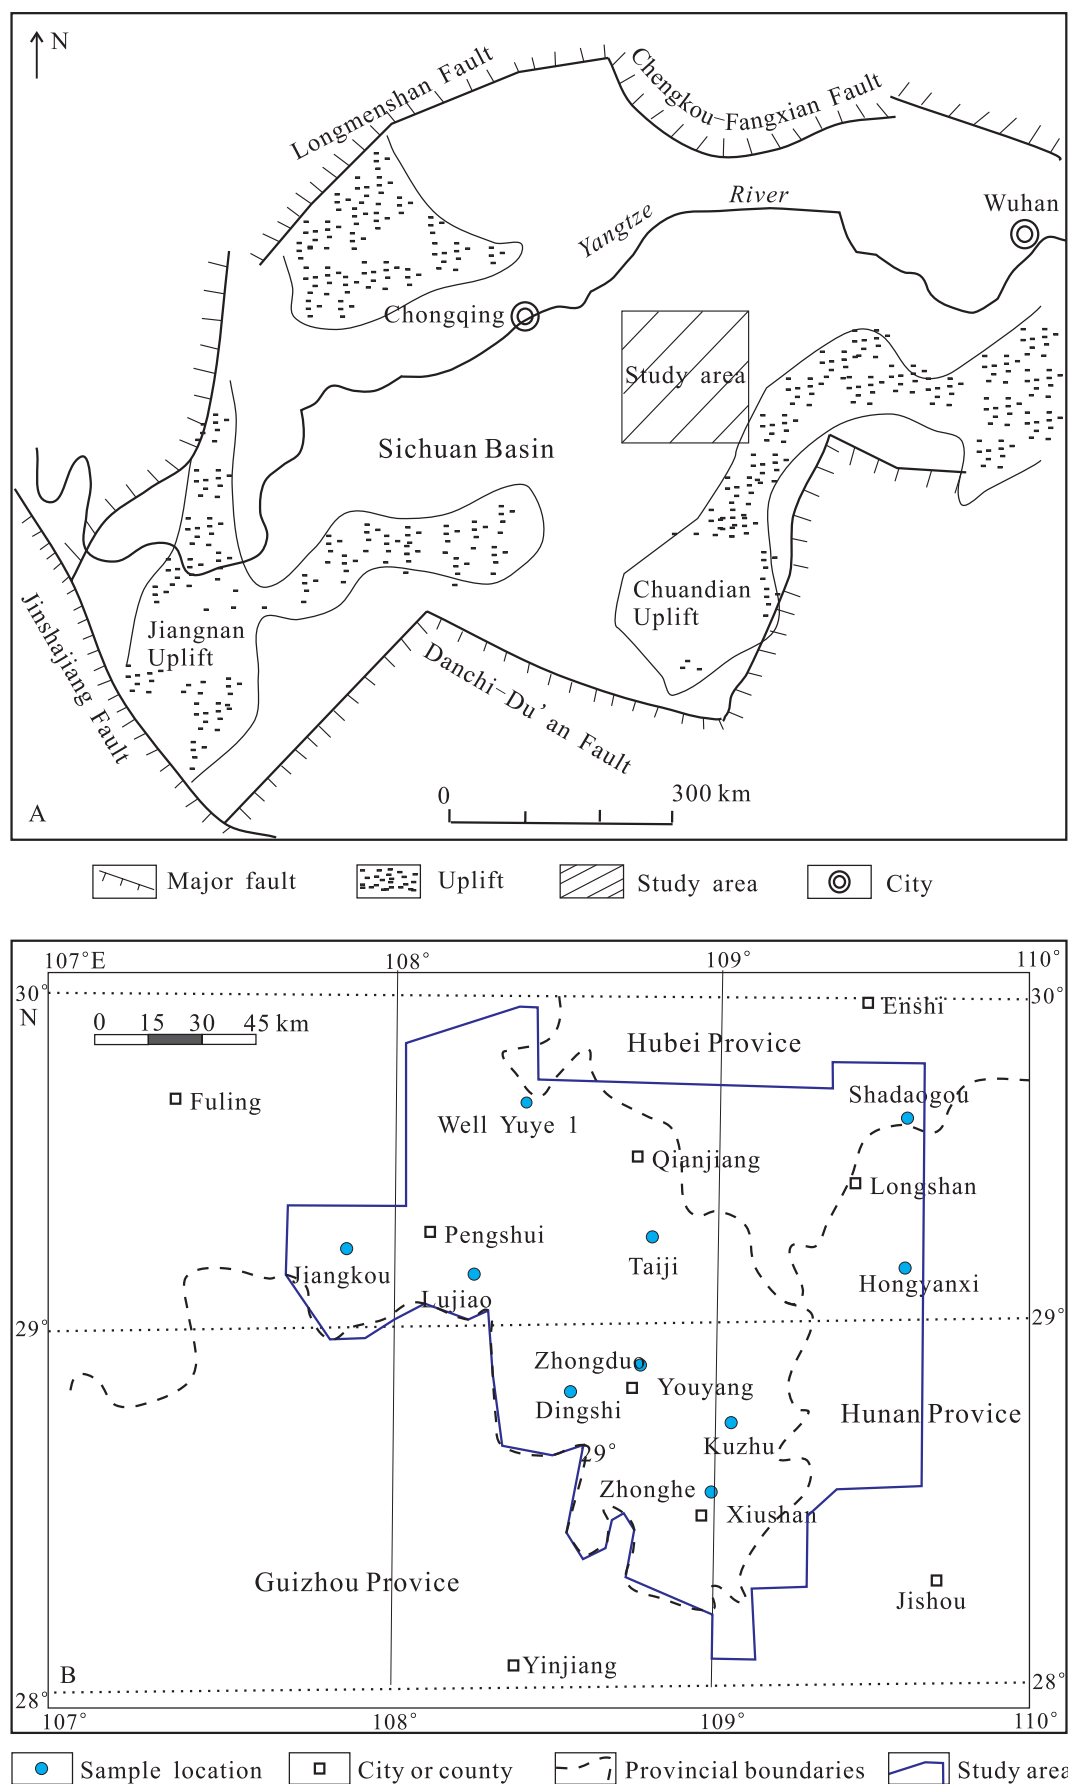 N
Longmenshan Fault
Chengkou-Fangxian Fault
Yangtze River
Wuhan
Chongqing
Study area
Sichuan Basin
Chuandian
Uplift
Jiangnan
Uplift
Jinshajiang Fault
Danchi-Du'an Fault
0 300 km
A
Major fault Uplift Study area City
107°E 108° 109° 110°
30° 30°
N
0 15 30 45 km
Enshi
Hubei Provice
Fuling
Shadaogou
Well Yuye 1
Qianjiang
Longshan
Pengshui
Taiji
Jiangkou
Hongyanxi
Lujiao
29° 29°
Zhongduo
Youyang
Dingshi
Hunan Provice
Kuzhu
29°
Zhonghe
Xiushan
Guizhou Provice
Jishou
Yinjiang
B
28° 28°
107° 108° 109° 110°
Sample location City or county Provincial boundaries Study area